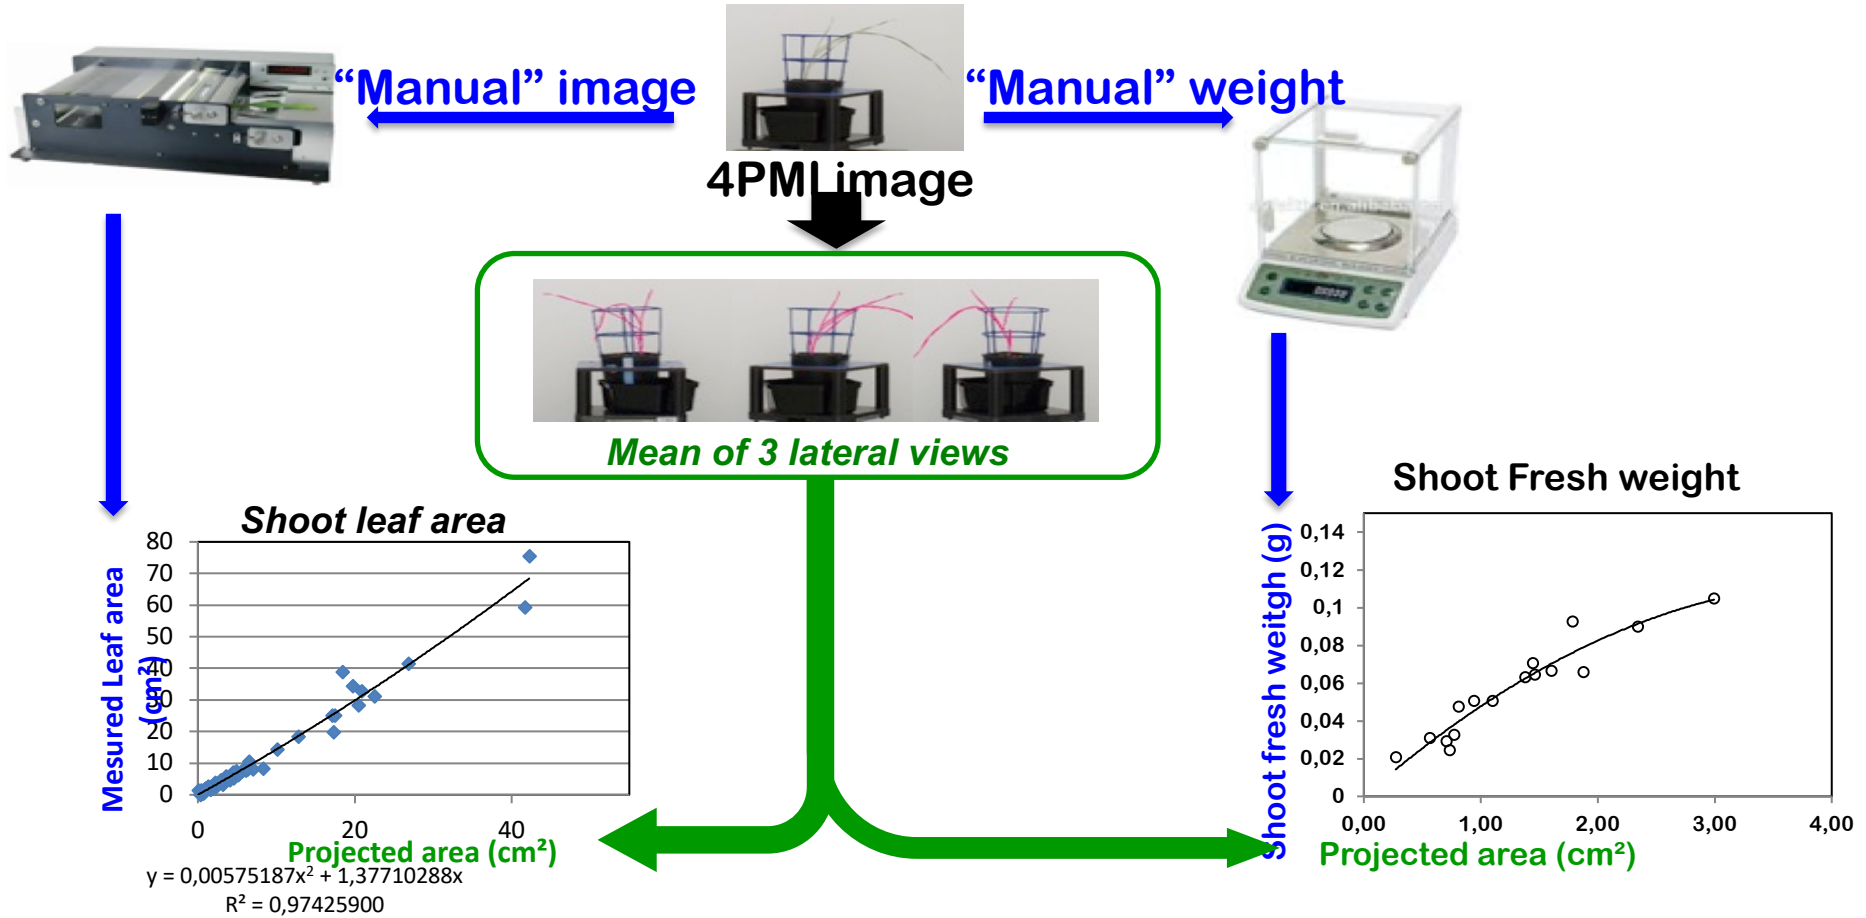 “Manual” image
“Manual” weight
4PMI image
Mean of 3 lateral views
Shoot leaf area
Mesured Leaf area
(cm²)
80
70
60
50
40
30
20
10
0
0 20 40
Projected area (cm²)
y = 0,00575187x² + 1,37710288x
R² = 0,97425900
Shoot Fresh weight
Shoot fresh weitgh (g)
0,14
0,12
0,1
0,08
0,06
0,04
0,02
0
0,00 1,00 2,00 3,00 4,00
Projected area (cm²)